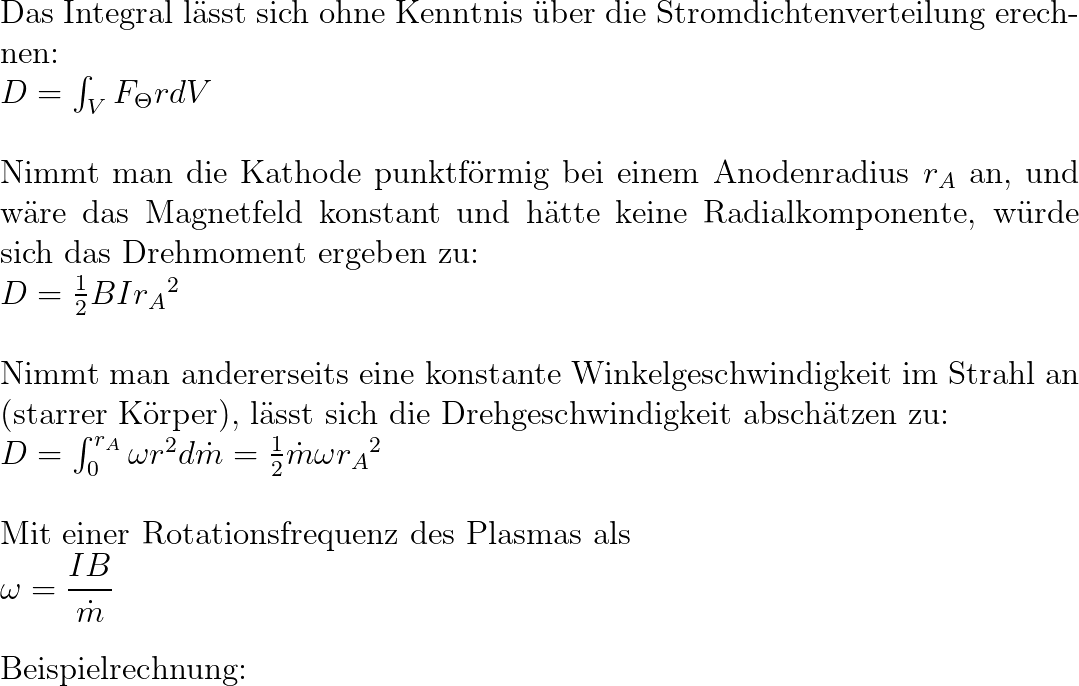 Das Integral lässt sich ohne Kenntnis über die Stromdichtenverteilung erech-
nen:
$D = \int_V F_\Theta r dV$
Nimmt man die Kathode punktförmig bei einem Anodenradius $r_A$ an, und
wäre das Magnetfeld konstant und hätte keine Radialkomponente, würde
sich das Drehmoment ergeben zu:
$D = \frac{1}{2} B I {r_A}^2$
Nimmt man andererseits eine konstante Winkelgeschwindigkeit im Strahl an
(starrer Körper), lässt sich die Drehgeschwindigkeit abschätzen zu:
$D = \int_0^{r_A} \omega r^2 d\dot{m} = \frac{1}{2} \dot{m} \omega {r_A}^2$
Mit einer Rotationsfrequenz des Plasmas als
$\omega = \dfrac{IB}{\dot{m}}$
Beispielrechnung: